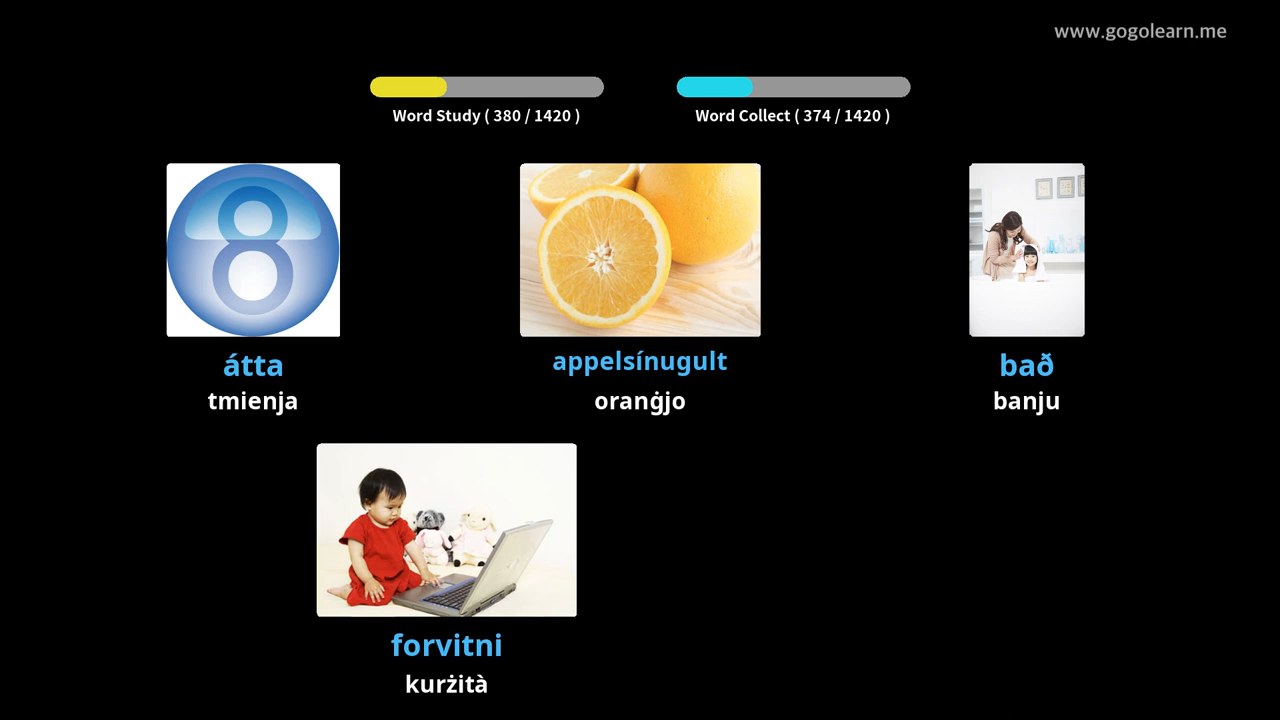 www.gogolearn.me
Word Study ( 380 / 1420 )
Word Collect ( 374 / 1420 )
8
átta
tmienja
appelsínugult
oranġjo
bað
banju
forvitni
kurżità